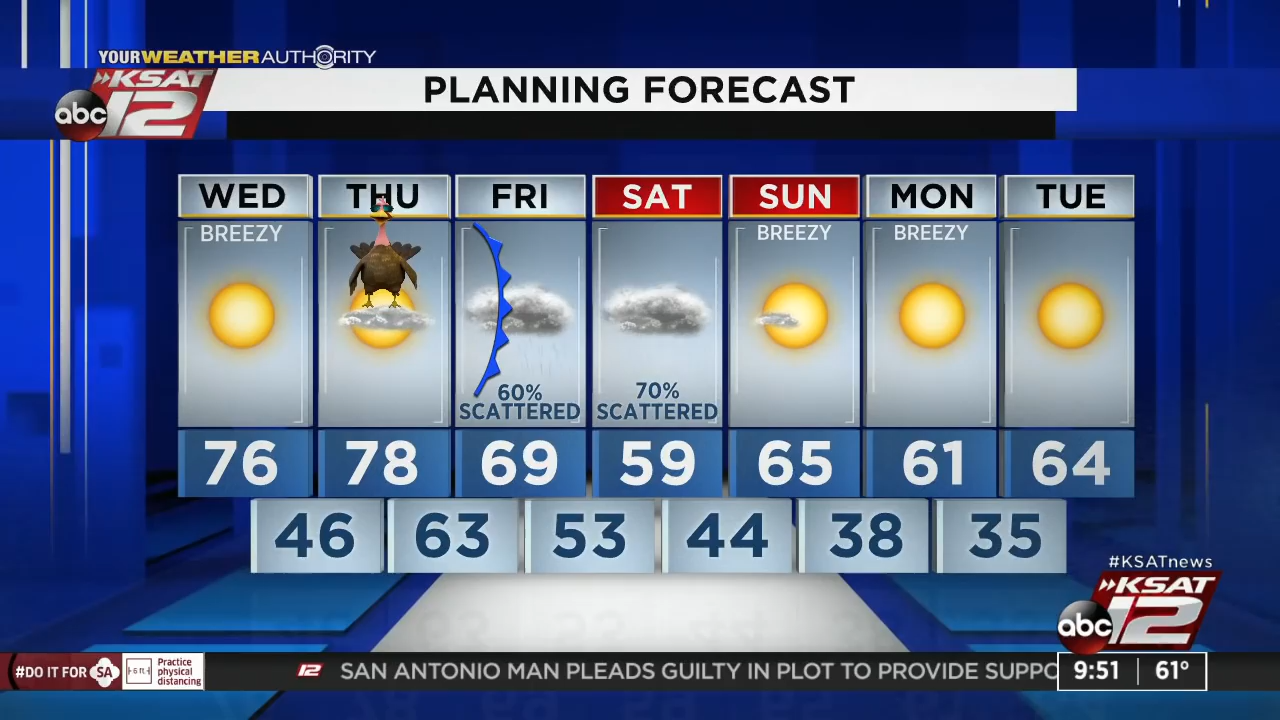 YOURWEATHERAUTHORITY
KSAT
abc 12
PLANNING FORECAST
WED THU FRI SAT SUN MON TUE
BREEZY BREEZY BREEZY
60% 70%
SCATTERED SCATTERED
76 78 69 59 65 61 64
46 63 53 44 38 35
#KSATnews
KSAT
abc 12
#DO IT FOR SA
6 ft
Practice
physical
distancing
12 SAN ANTONIO MAN PLEADS GUILTY IN PLOT TO PROVIDE SUPPO
9:51 61°